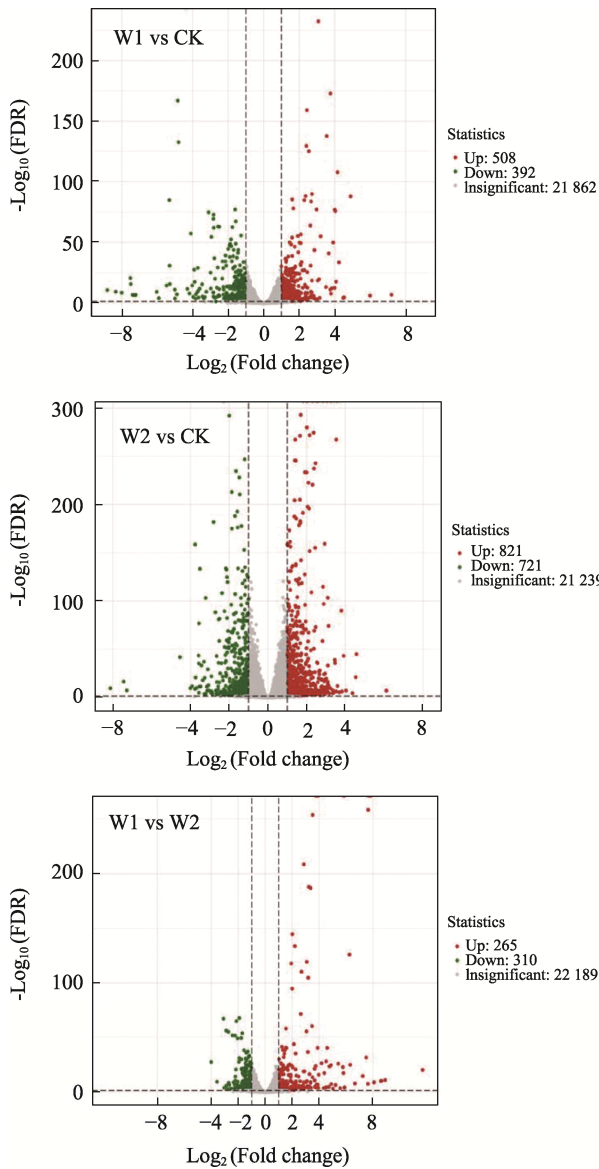 W1 vs CK
200
150
100
50
0
-Log10 (FDR)
−8 −4 −2 0 2 4 8
Log2 (Fold change)
Statistics
Up: 508
Down: 392
Insignificant: 21 862
W2 vs CK
300
200
100
0
-Log10 (FDR)
−8 −4 −2 0 2 4 8
Log2 (Fold change)
Statistics
Up: 821
Down: 721
Insignificant: 21 239
W1 vs W2
200
100
0
-Log10 (FDR)
−8 −4 −2 0 2 4 8
Log2 (Fold change)
Statistics
Up: 265
Down: 310
Insignificant: 22 189